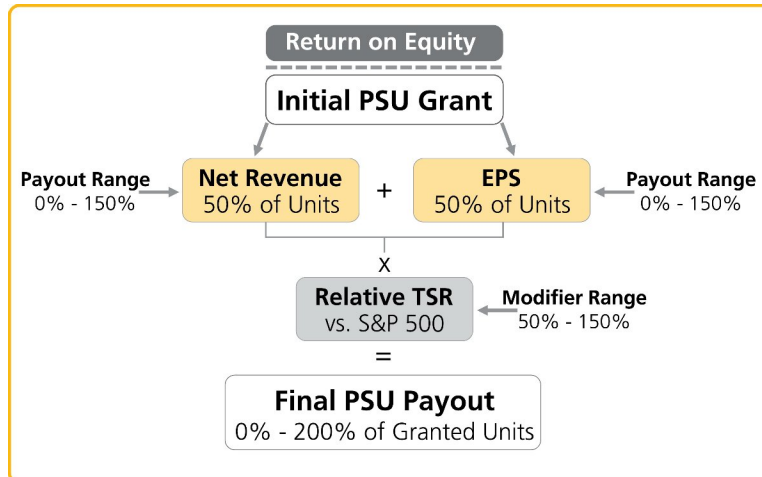 Return on Equity
Initial PSU Grant
Payout Range
0% - 150%
Net Revenue
50% of Units
+
EPS
50% of Units
Payout Range
0% - 150%
X
Relative TSR
vs. S&P 500
Modifier Range
50% - 150%
=
Final PSU Payout
0% - 200% of Granted Units